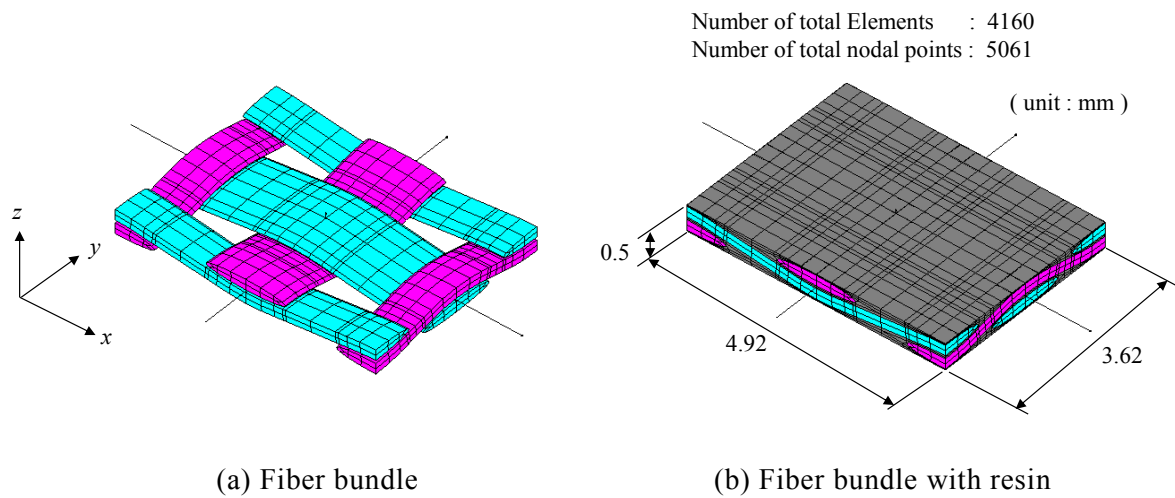 Number of total Elements : 4160
Number of total nodal points : 5061
( unit : mm )
z
y
x
0.5
4.92
3.62
(a) Fiber bundle
(b) Fiber bundle with resin